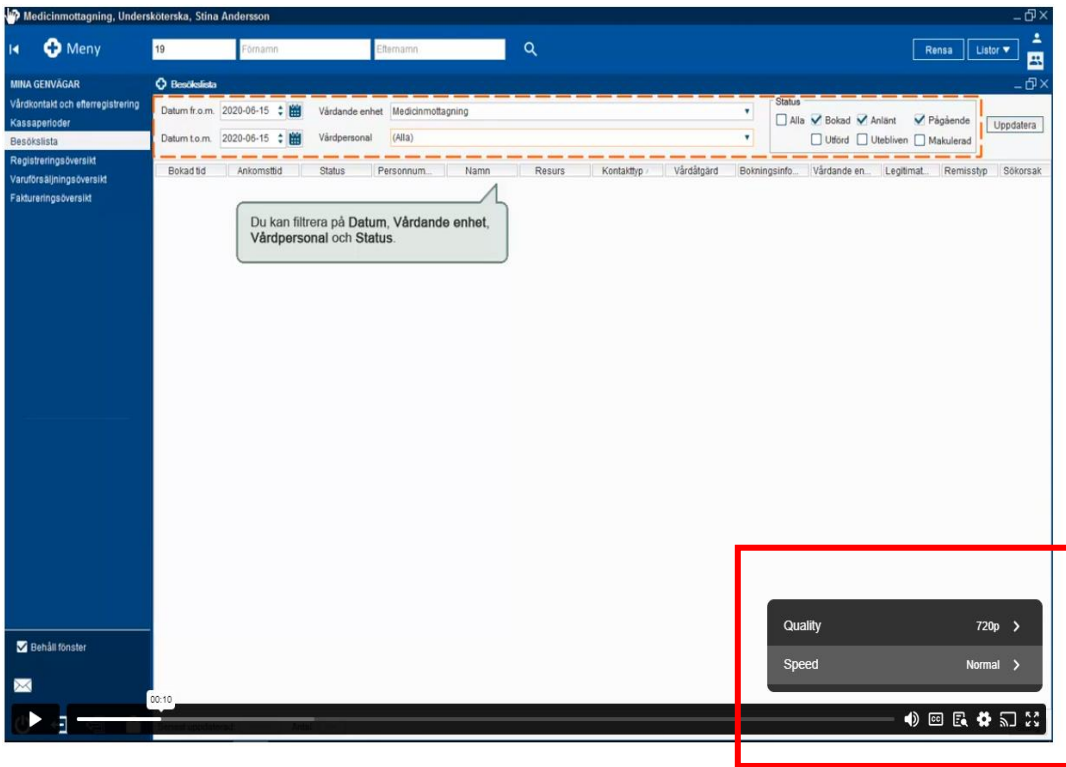 Medicinmottagning, Undersköterska, Stina Andersson
Meny
19
Förnamn
Efternamn
Rensa
Listor ▼
MINA GENVÄGAR
Vårdkontakt och efterregistrering
Kassaperioder
Besökslista
Registreringsöversikt
Varuförsäljningsöversikt
Faktureringsöversikt
Besökslista
Datum fr.o.m. 2020-06-15 Vårdande enhet Medicinmottagning
Datum t.o.m. 2020-06-15 Vårdpersonal (Alla)
Status
Alla Bokad Anlänt Pågående
Utförd Utebliven Makulerad
Uppdatera
Bokad tid Ankomsttid Status Personnum... Namn Resurs Kontakttyp Vårdåtgärd Bokningsinfo... Vårdande en... Legitimat... Remisstyp Sökorsak
Du kan filtrera på Datum, Vårdande enhet,
Vårdpersonal och Status.
Quality 720p
Speed Normal
Behåll fönster
00:10
CC